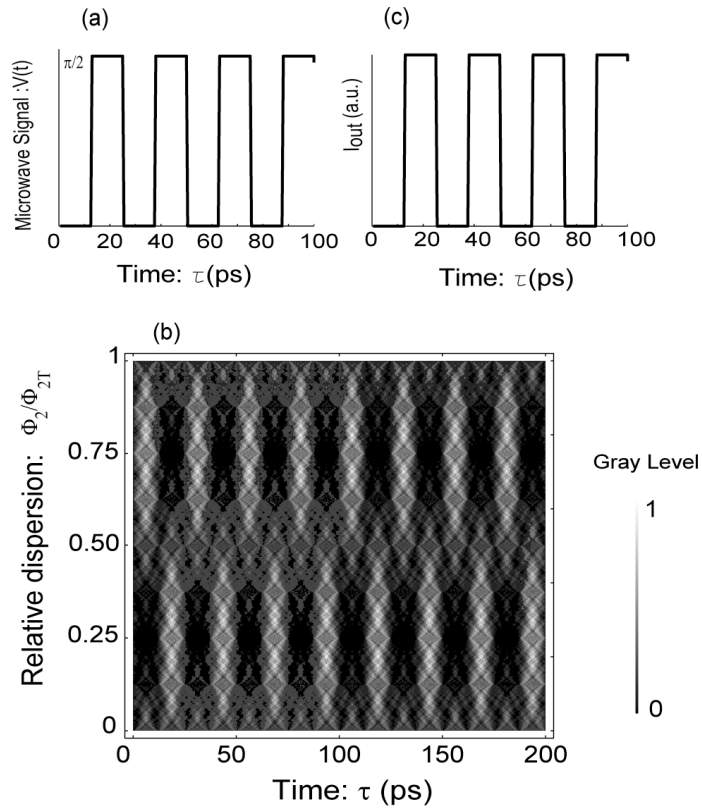 (a)
π/2
Microwave Signal :V(t)
0 20 40 60 80 100
Time: τ(ps)
(c)
Iout (a.u.)
0 20 40 60 80 100
Time: τ(ps)
(b)
Relative dispersion: Φ2/Φ2T
1
0.75
0.50
0.25
0
0 50 100 150 200
Time: τ (ps)
Gray Level
1
0